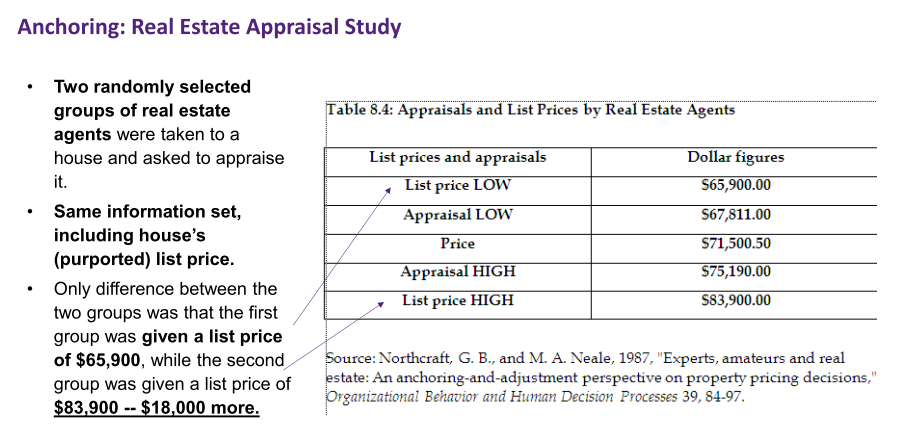 Anchoring: Real Estate Appraisal Study
• Two randomly selected
groups of real estate
agents were taken to a
house and asked to appraise
it.
• Same information set,
including house's
(purported) list price.
• Only difference between the
two groups was that the first
group was given a list price
of $65,900, while the second
group was given a list price of
$83,900 -- $18,000 more.
Table 8.4: Appraisals and List Prices by Real Estate Agents
List prices and appraisals Dollar figures
List price LOW $65,900.00
Appraisal LOW $67,811.00
Price $71,500.50
Appraisal HIGH $75,190.00
List price HIGH $83,900.00
Source: Northcraft, G. B., and M. A. Neale, 1987, "Experts, amateurs and real
estate: An anchoring-and-adjustment perspective on property pricing decisions,"
Organizational Behavior and Human Decision Processes 39, 84-97.